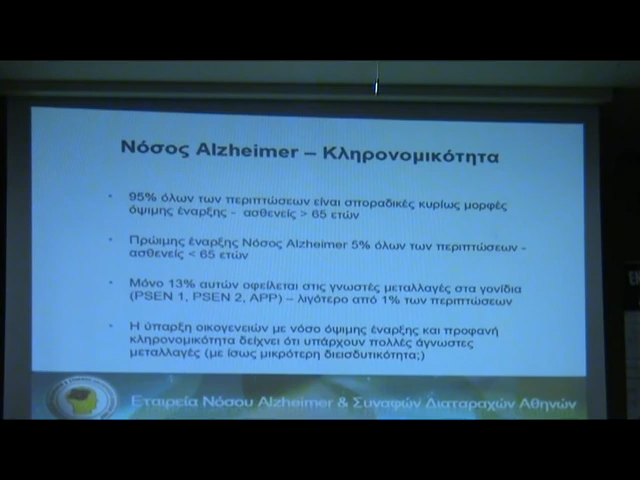 Νόσος Alzheimer – Κληρονομικότητα
• 95% όλων των περιπτώσεων είναι σποραδικές κυρίως μορφές
όψιμης έναρξης - ασθενείς > 65 ετών
• Πρώιμης έναρξης Νόσος Alzheimer 5% όλων των περιπτώσεων -
ασθενείς < 65 ετών
• Μόνο 13% αυτών οφείλεται στις γνωστές μεταλλαγές στα γονίδια
(PSEN 1, PSEN 2, APP) – λιγότερο από 1% των περιπτώσεων
• Η ύπαρξη οικογενειών με νόσο όψιμης έναρξης και προφανή
κληρονομικότητα δείχνει ότι υπάρχουν πολλές άγνωστες
μεταλλαγές (με ίσως μικρότερη διεισδυτικότητα;)
Εταιρεία Νόσου Alzheimer & Συναφών Διαταραχών Αθηνών